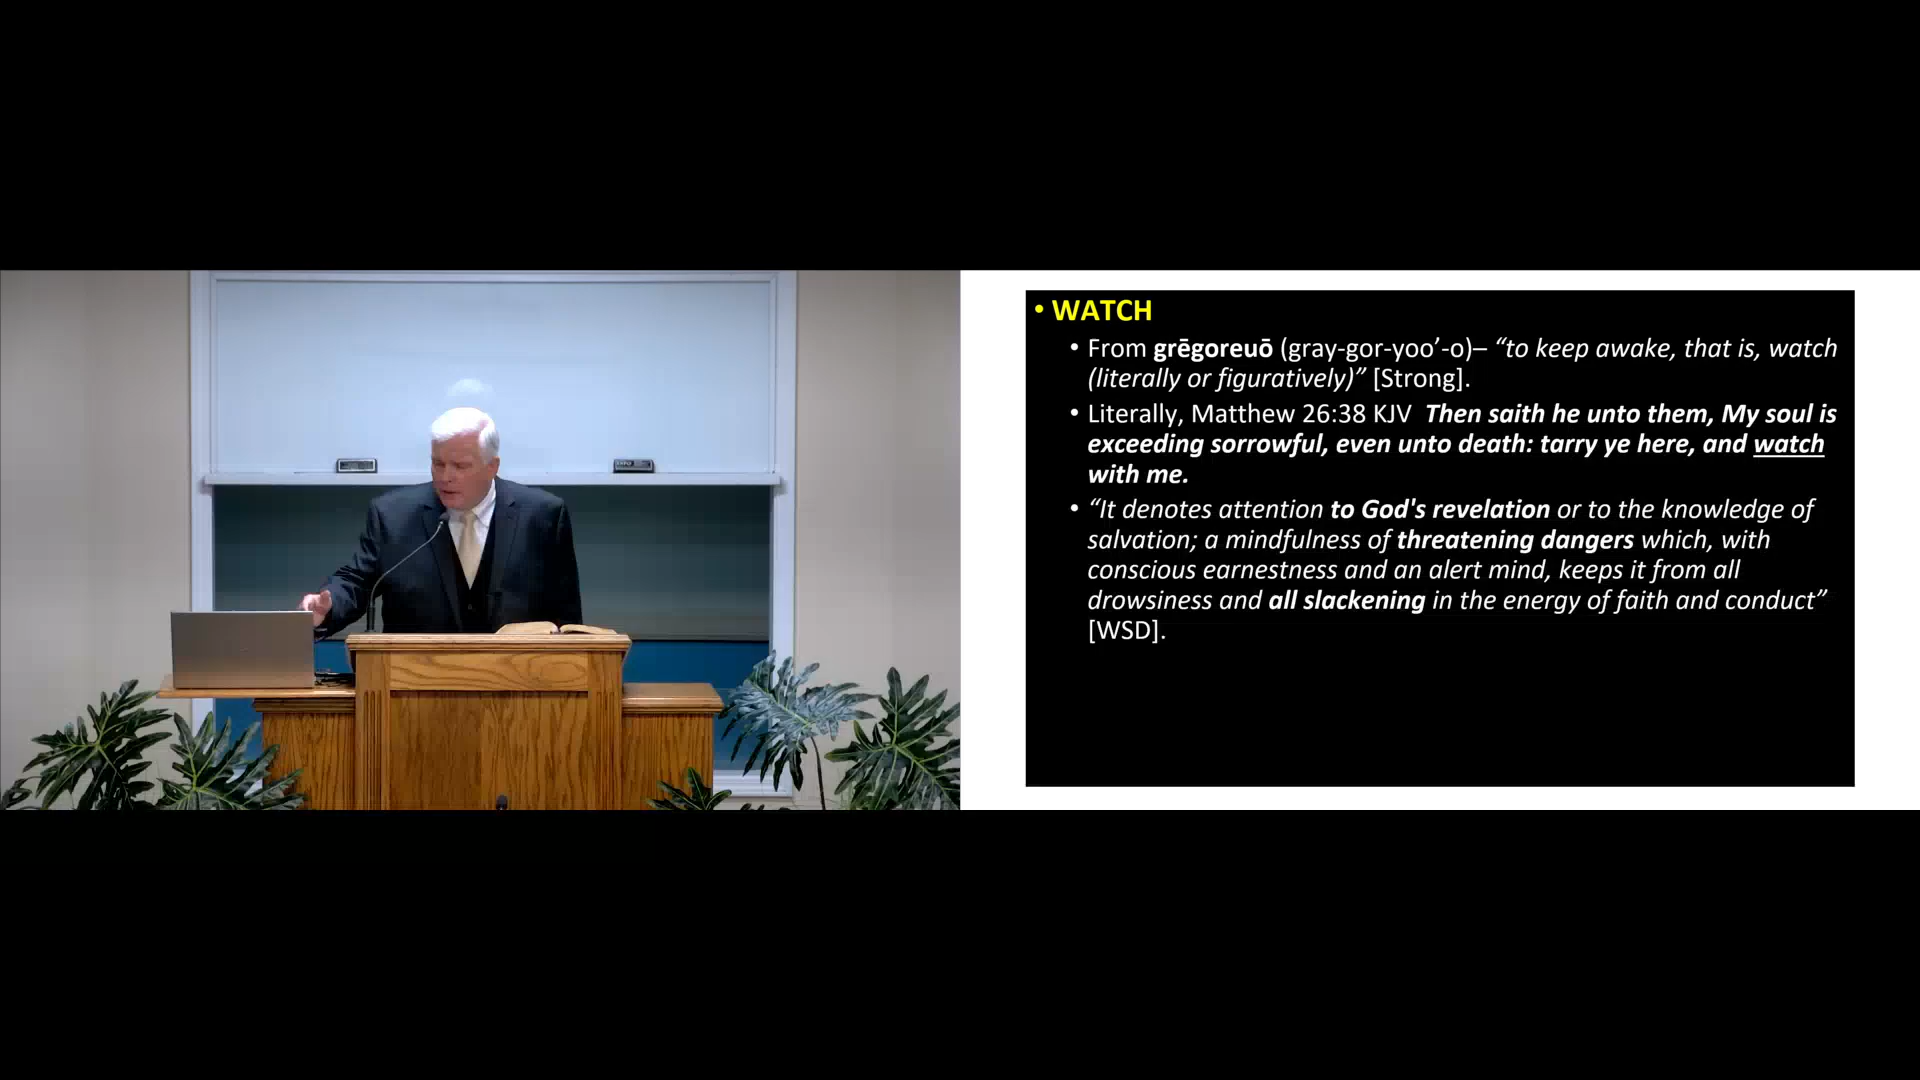 • WATCH
• From grēgoreuō (gray-gor-yoo’-o)– “to keep awake, that is, watch
(literally or figuratively)” [Strong].
• Literally, Matthew 26:38 KJV Then saith he unto them, My soul is
exceeding sorrowful, even unto death: tarry ye here, and watch
with me.
• “It denotes attention to God's revelation or to the knowledge of
salvation; a mindfulness of threatening dangers which, with
conscious earnestness and an alert mind, keeps it from all
drowsiness and all slackening in the energy of faith and conduct”
[WSD].